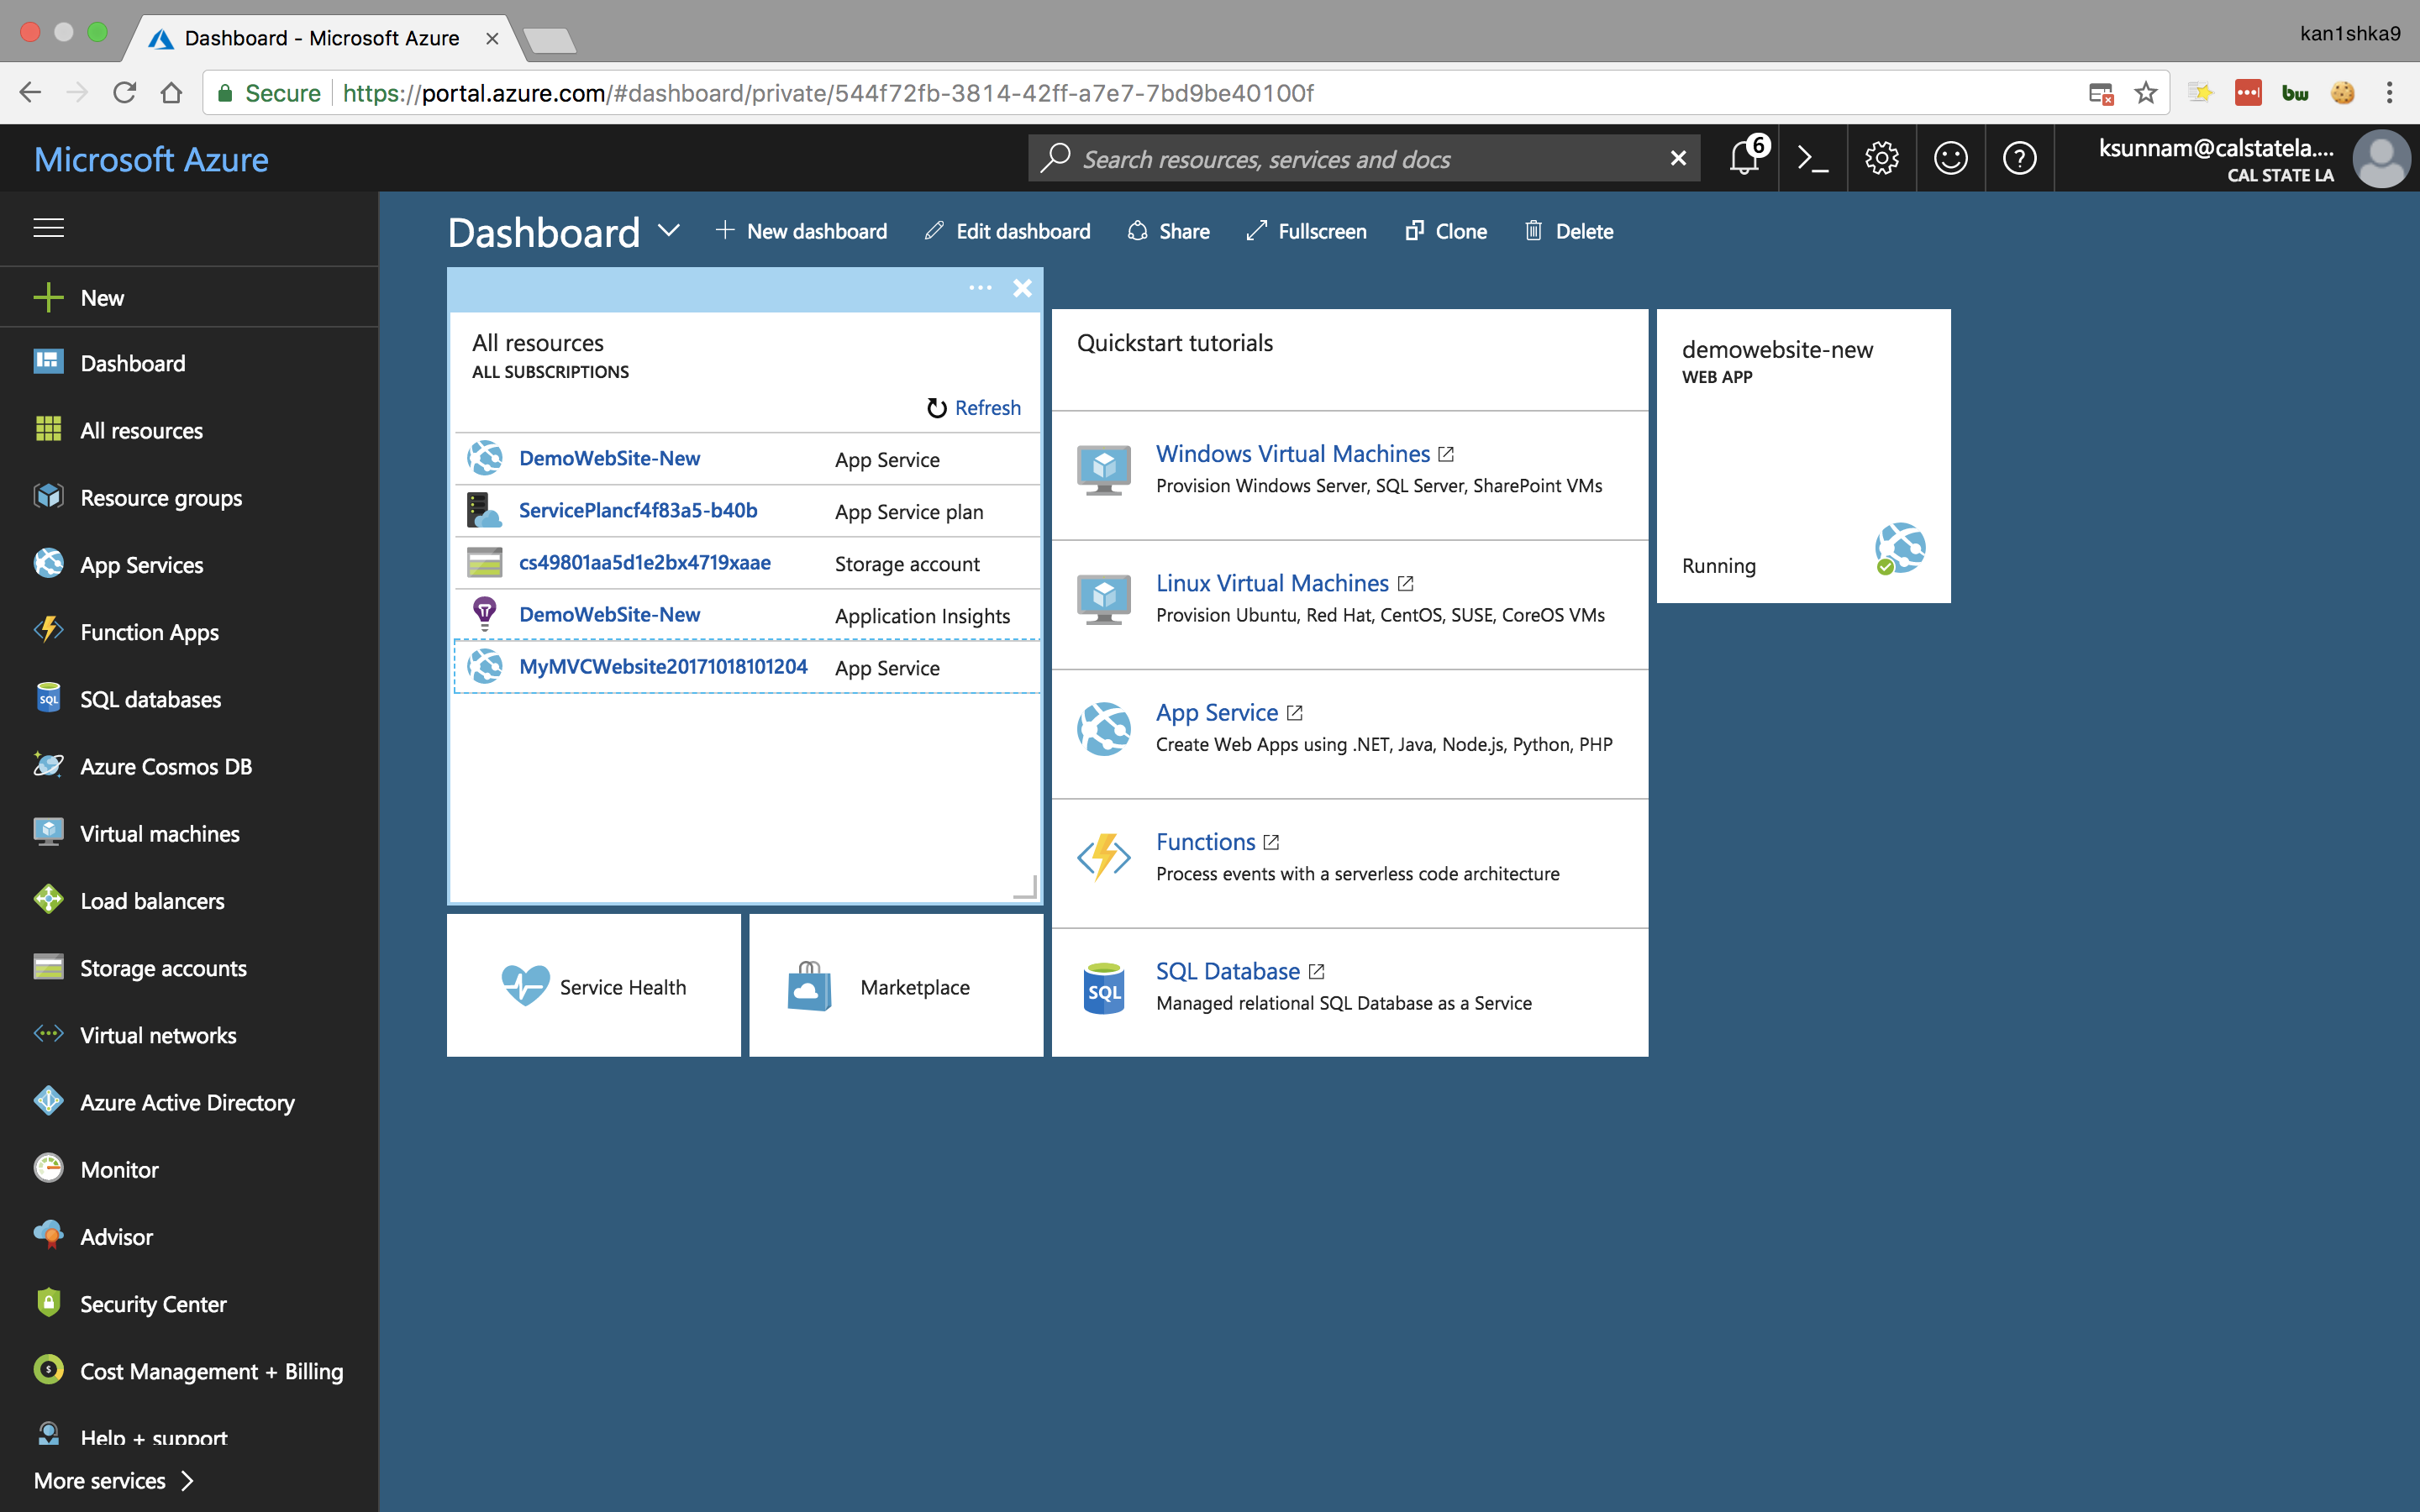 Dashboard - Microsoft Azure
kan1shka9
Secure https://portal.azure.com/#dashboard/private/544f72fb-3814-42ff-a7e7-7bd9be40100f
bw
Microsoft Azure
Search resources, services and docs
6
ksunnam@calstatela....
CAL STATE LA
New
Dashboard
All resources
Resource groups
App Services
Function Apps
SQL databases
Azure Cosmos DB
Virtual machines
Load balancers
Storage accounts
Virtual networks
Azure Active Directory
Monitor
Advisor
Security Center
Cost Management + Billing
Help + support
More services
Dashboard New dashboard Edit dashboard Share Fullscreen Clone Delete
All resources
ALL SUBSCRIPTIONS
Refresh
DemoWebSite-New App Service
ServicePlancf4f83a5-b40b App Service plan
cs49801aa5d1e2bx4719xaae Storage account
DemoWebSite-New Application Insights
MyMVCWebsite20171018101204 App Service
Service Health
Marketplace
Quickstart tutorials
Windows Virtual Machines
Provision Windows Server, SQL Server, SharePoint VMs
Linux Virtual Machines
Provision Ubuntu, Red Hat, CentOS, SUSE, CoreOS VMs
App Service
Create Web Apps using .NET, Java, Node.js, Python, PHP
Functions
Process events with a serverless code architecture
SQL
SQL Database
Managed relational SQL Database as a Service
demowebsite-new
WEB APP
Running